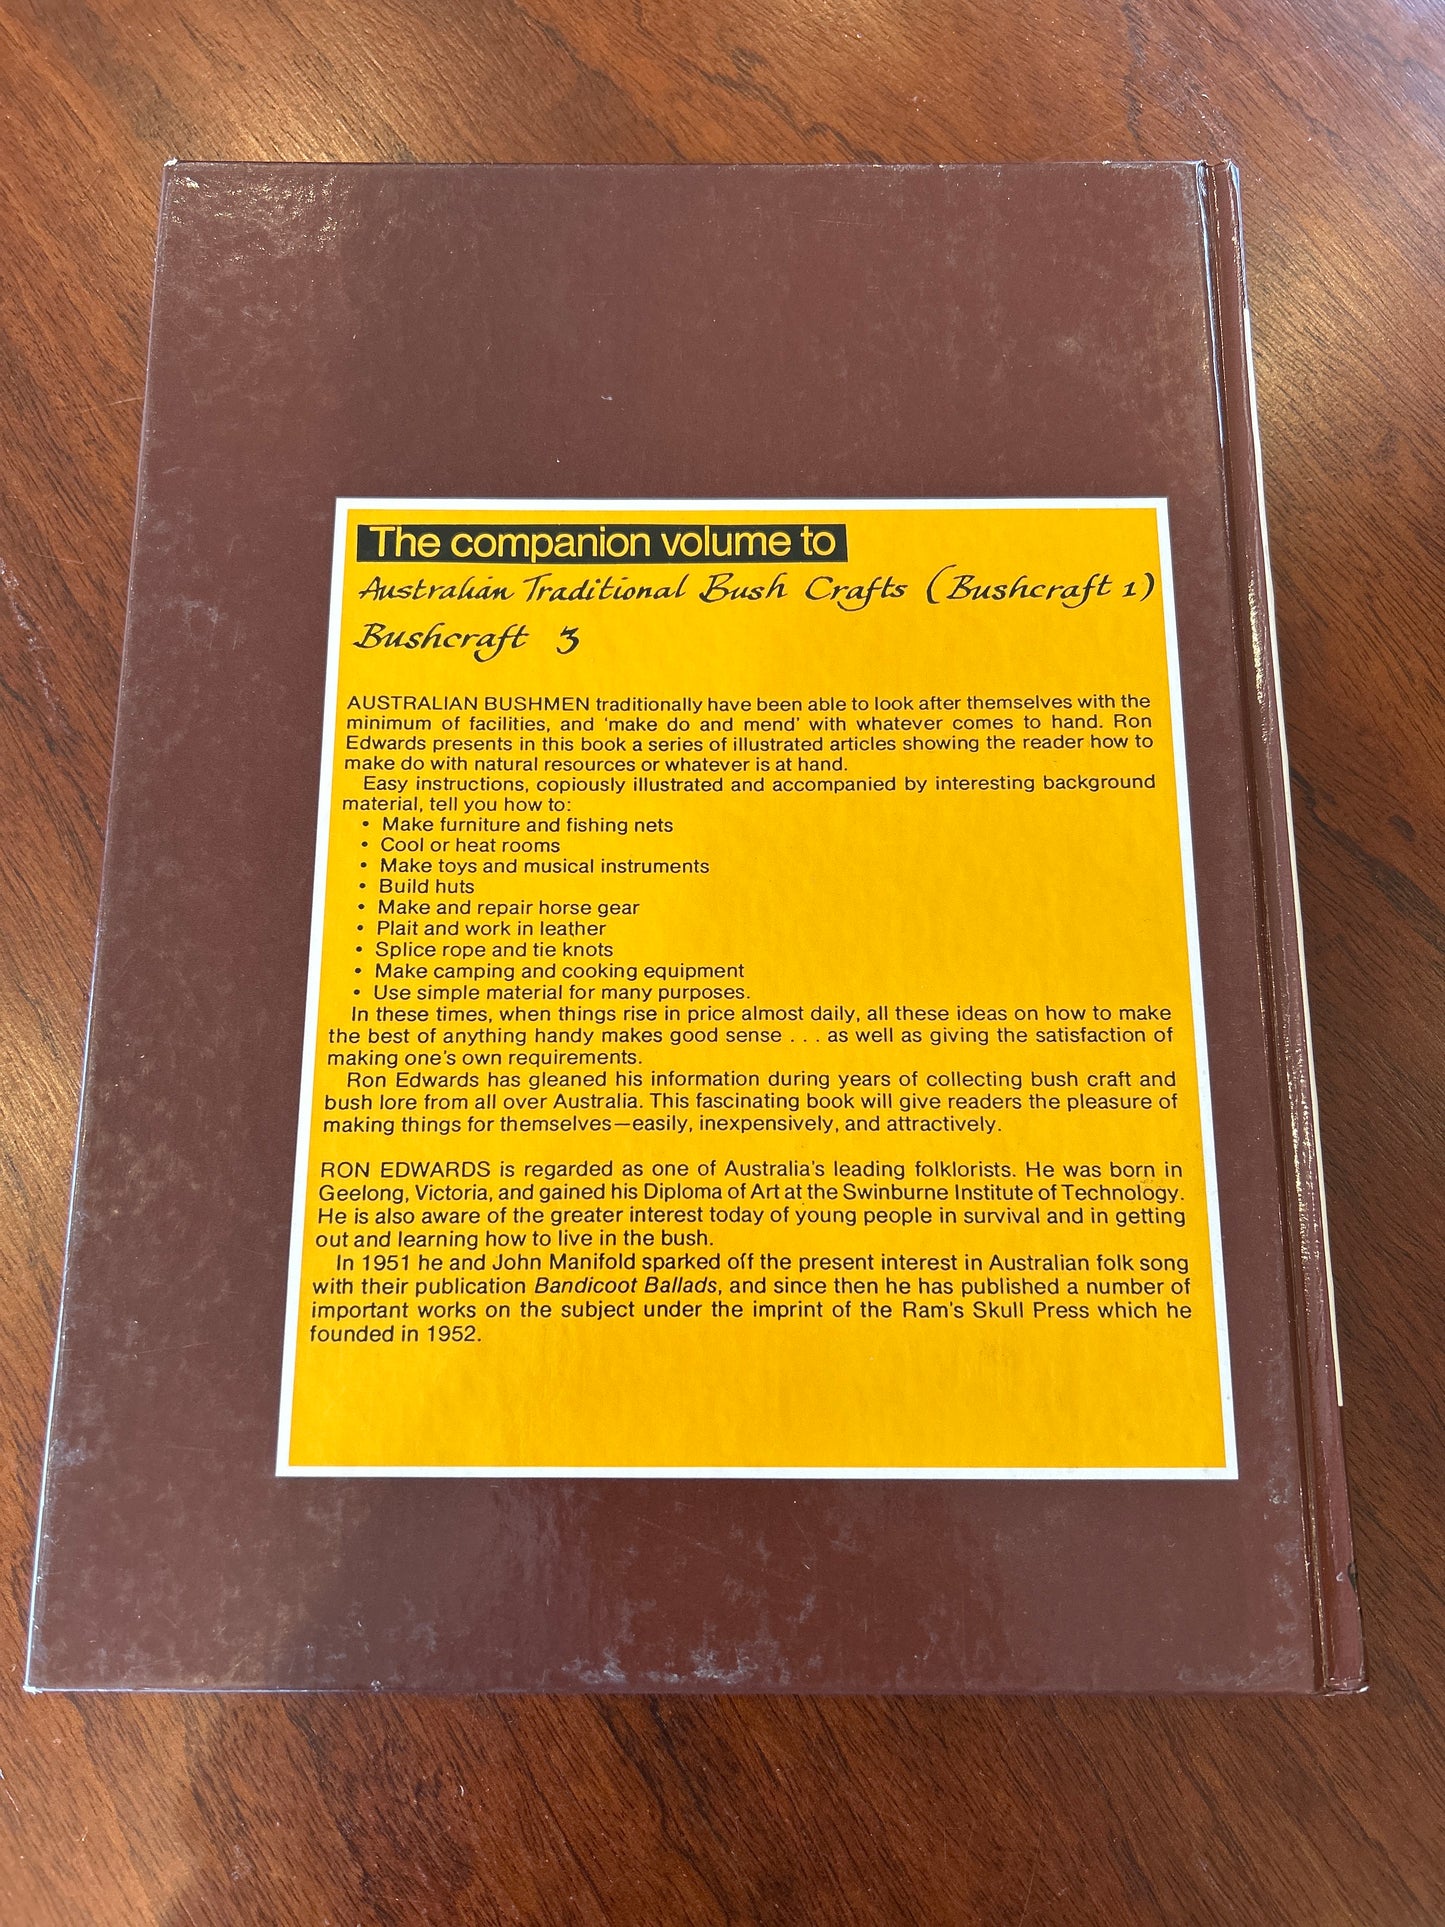 The companion volume to
Australian Traditional Bush Crafts (Bushcraft 1)
Bushcraft 3
AUSTRALIAN BUSHMEN traditionally have been able to look after themselves with the
minimum of facilities, and 'make do and mend' with whatever comes to hand. Ron
Edwards presents in this book a series of illustrated articles showing the reader how to
make do with natural resources or whatever is at hand.
Easy instructions, copiously illustrated and accompanied by interesting background
material, tell you how to:
• Make furniture and fishing nets
• Cool or heat rooms
• Make toys and musical instruments
• Build huts
• Make and repair horse gear
• Plait and work in leather
• Splice rope and tie knots
• Make camping and cooking equipment
• Use simple material for many purposes.
In these times, when things rise in price almost daily, all these ideas on how to make
the best of anything handy makes good sense . . . as well as giving the satisfaction of
making one's own requirements.
Ron Edwards has gleaned his information during years of collecting bush craft and
bush lore from all over Australia. This fascinating book will give readers the pleasure of
making things for themselves—easily, inexpensively, and attractively.
RON EDWARDS is regarded as one of Australia's leading folklorists. He was born in
Geelong, Victoria, and gained his Diploma of Art at the Swinburne Institute of Technology.
He is also aware of the greater interest today of young people in survival and in getting
out and learning how to live in the bush.
In 1951 he and John Manifold sparked off the present interest in Australian folk song
with their publication Bandicoot Ballads, and since then he has published a number of
important works on the subject under the imprint of the Ram's Skull Press which he
founded in 1952.